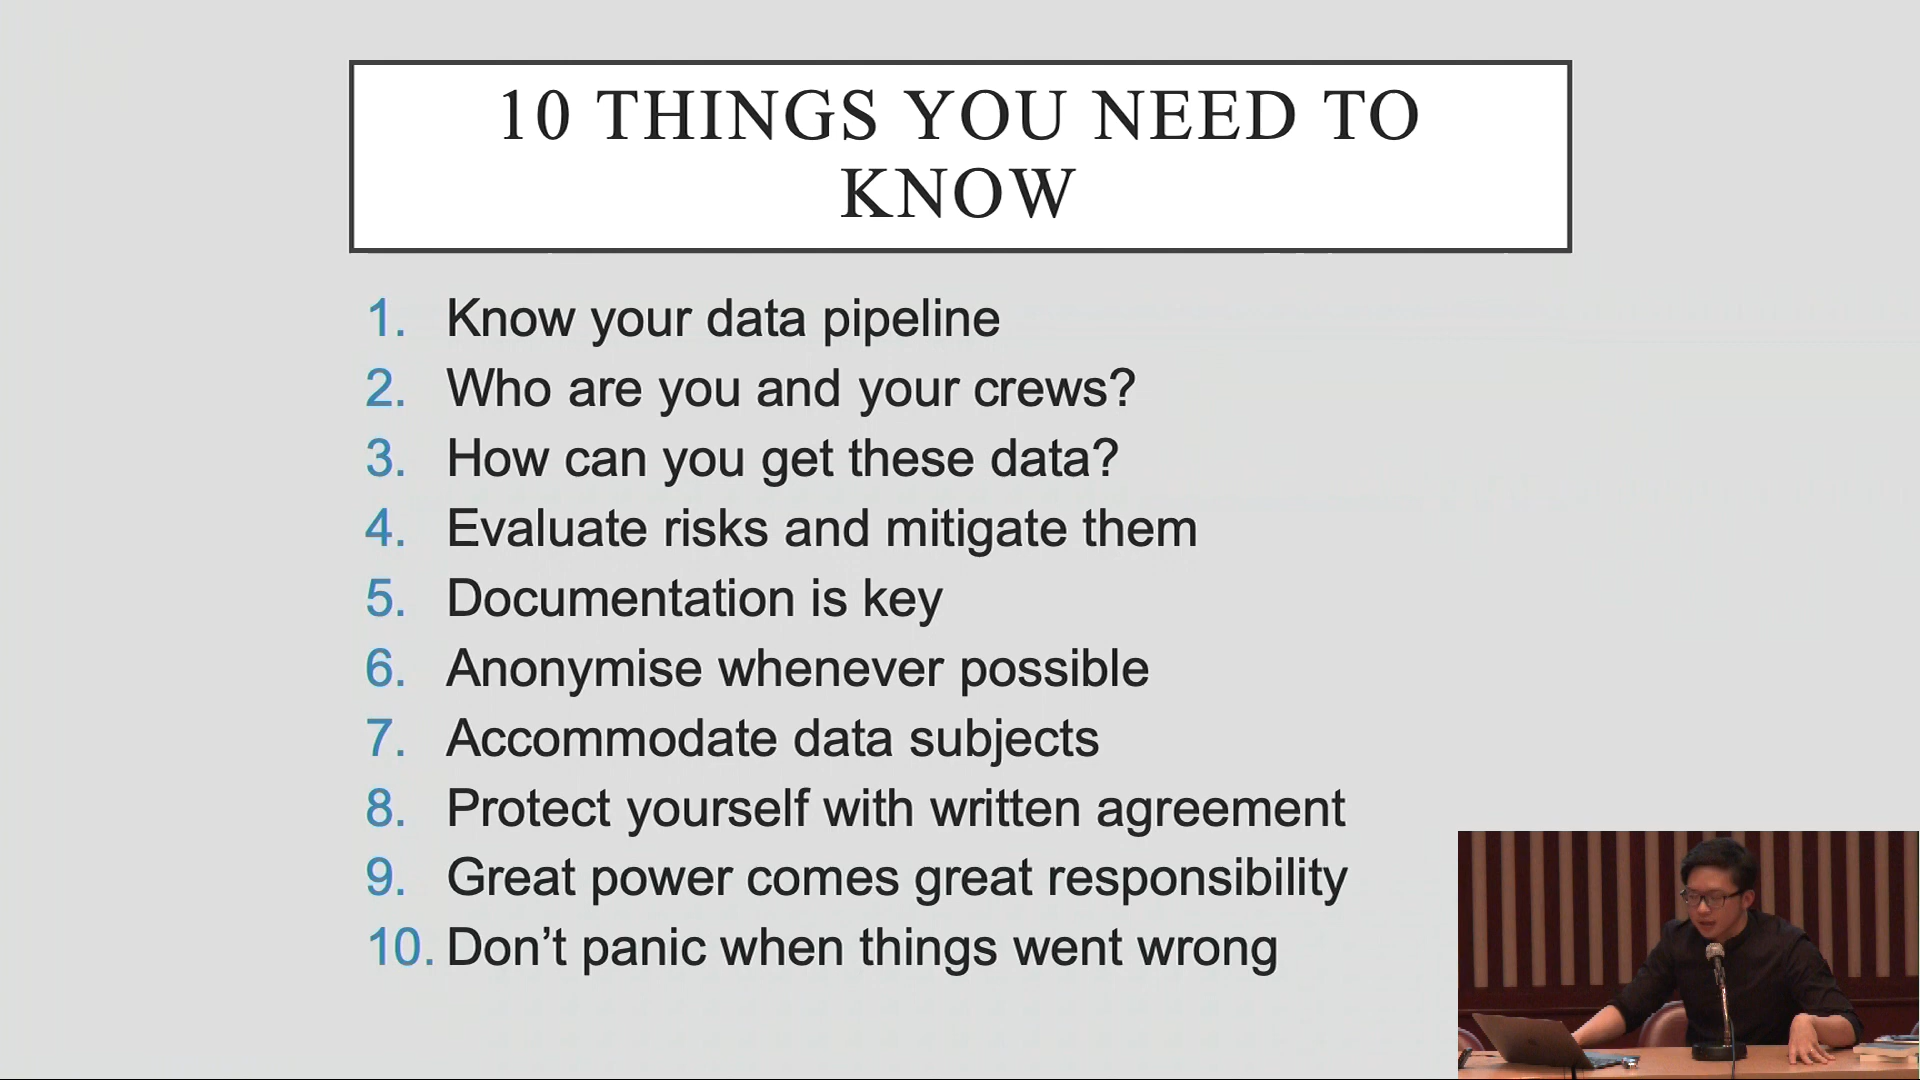 10 THINGS YOU NEED TO
KNOW
1. Know your data pipeline
2. Who are you and your crews?
3. How can you get these data?
4. Evaluate risks and mitigate them
5. Documentation is key
6. Anonymise whenever possible
7. Accommodate data subjects
8. Protect yourself with written agreement
9. Great power comes great responsibility
10. Don’t panic when things went wrong